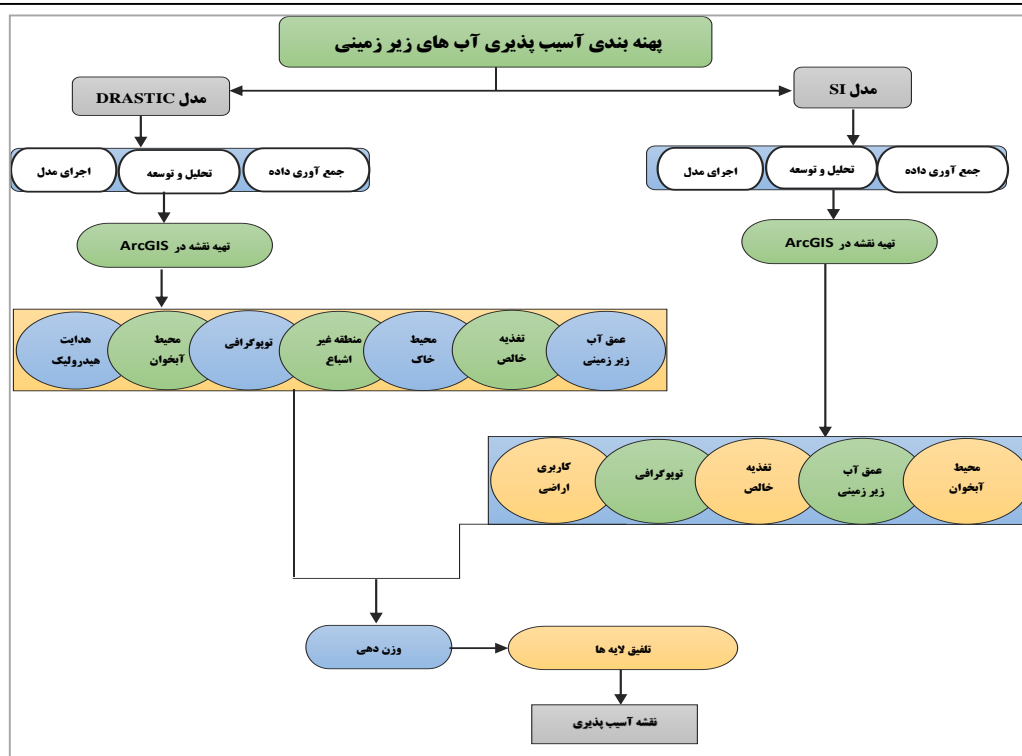 پهنه بندی آسیب پذیری آب های زیر زمینی
مدل SI
مدل DRASTIC
جمع آوری داده
تحلیل و توسعه
اجرای مدل
جمع آوری داده
تحلیل و توسعه
اجرای مدل
تهیه نقشه در ArcGIS
تهیه نقشه در ArcGIS
عمق آب
زیر زمینی
تغذیه
خالص
محیط
خاک
منطقه غیر
اشباع
توپوگرافی
محیط
آبخوان
هدایت
هیدرولیک
محیط
آبخوان
عمق آب
زیر زمینی
تغذیه
خالص
توپوگرافی
کاربری
اراضی
وزن دهی
تلفیق لایه ها
نقشه آسیب پذیری